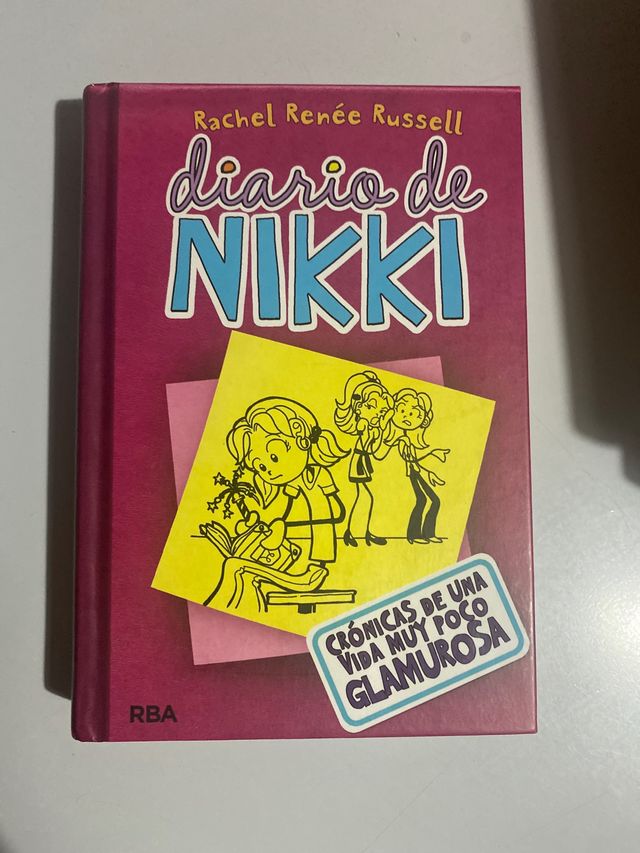 Rachel Renée Russell
diario de
NIKKI
CRÓNICAS DE UNA
VIDA MUY POCO
GLAMUROSA
RBA